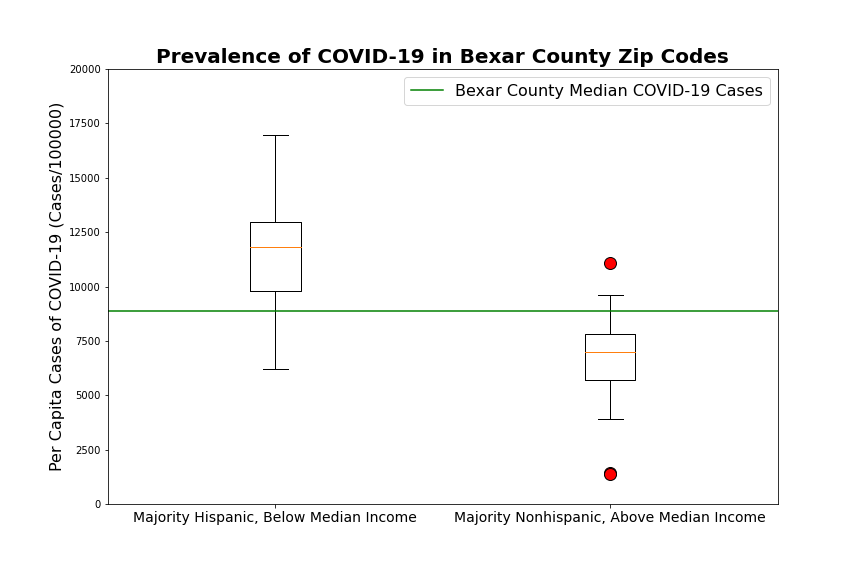 Prevalence of COVID-19 in Bexar County Zip Codes
Bexar County Median COVID-19 Cases
Per Capita Cases of COVID-19 (Cases/100000)
20000
17500
15000
12500
10000
7500
5000
2500
0
Majority Hispanic, Below Median Income
Majority Nonhispanic, Above Median Income